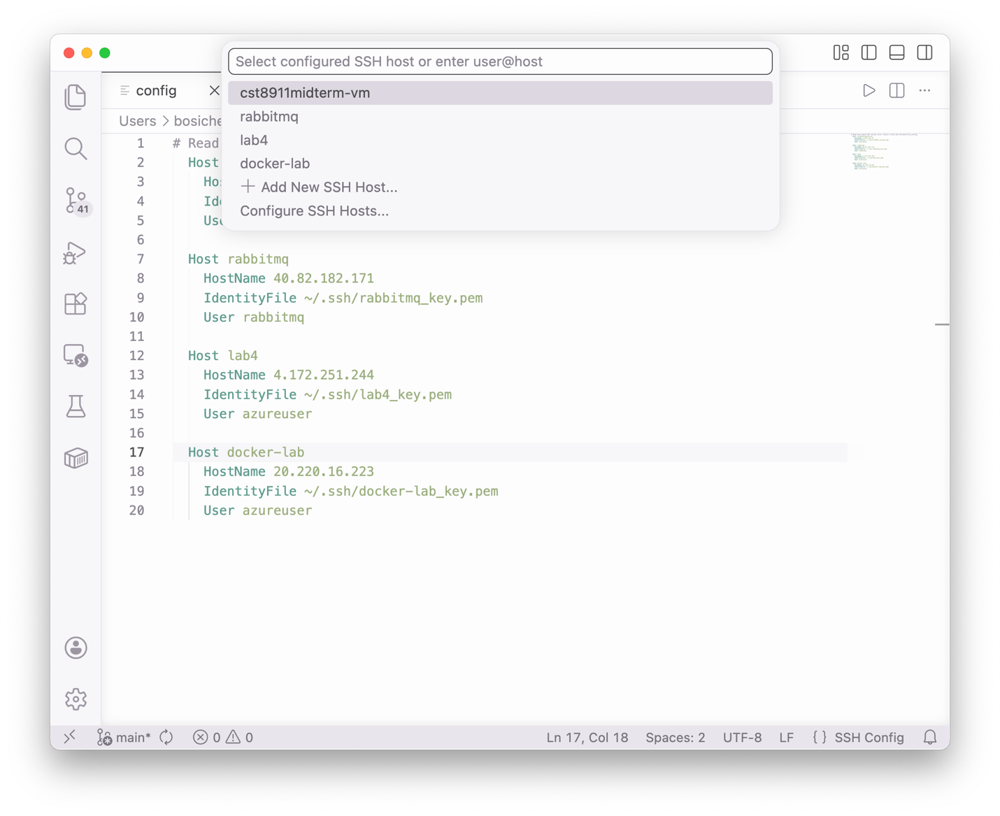 Select configured SSH host or enter user@host
cst8911midterm-vm
rabbitmq
lab4
docker-lab
Add New SSH Host...
Configure SSH Hosts...
config
Users > bosiche
1 # Read
2 Host
3
4
5
6
7 Host rabbitmq
8 HostName 40.82.182.171
9 IdentityFile ~/.ssh/rabbitmq_key.pem
10 User rabbitmq
11
12 Host lab4
13 HostName 4.172.251.244
14 IdentityFile ~/.ssh/lab4_key.pem
15 User azureuser
16
17 Host docker-lab
18 HostName 20.220.16.223
19 IdentityFile ~/.ssh/docker-lab_key.pem
20 User azureuser
41
main* 0 0 Ln 17, Col 18 Spaces: 2 UTF-8 LF { } SSH Config